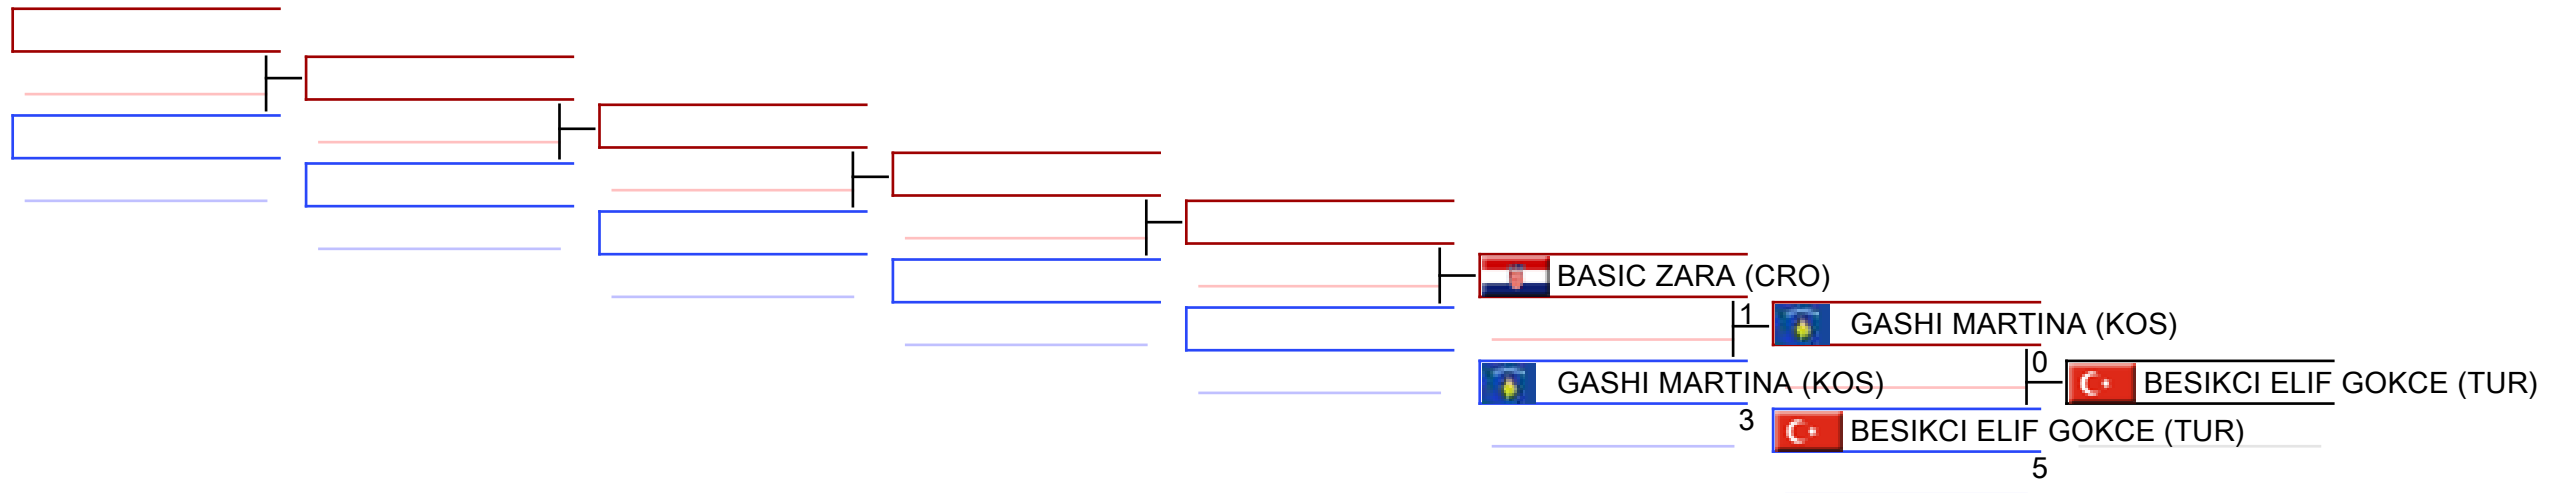 BASIC ZARA (CRO)
1
GASHI MARTINA (KOS)
GASHI MARTINA (KOS)
3
0
BESIKCI ELIF GOKCE (TUR)
BESIKCI ELIF GOKCE (TUR)
5